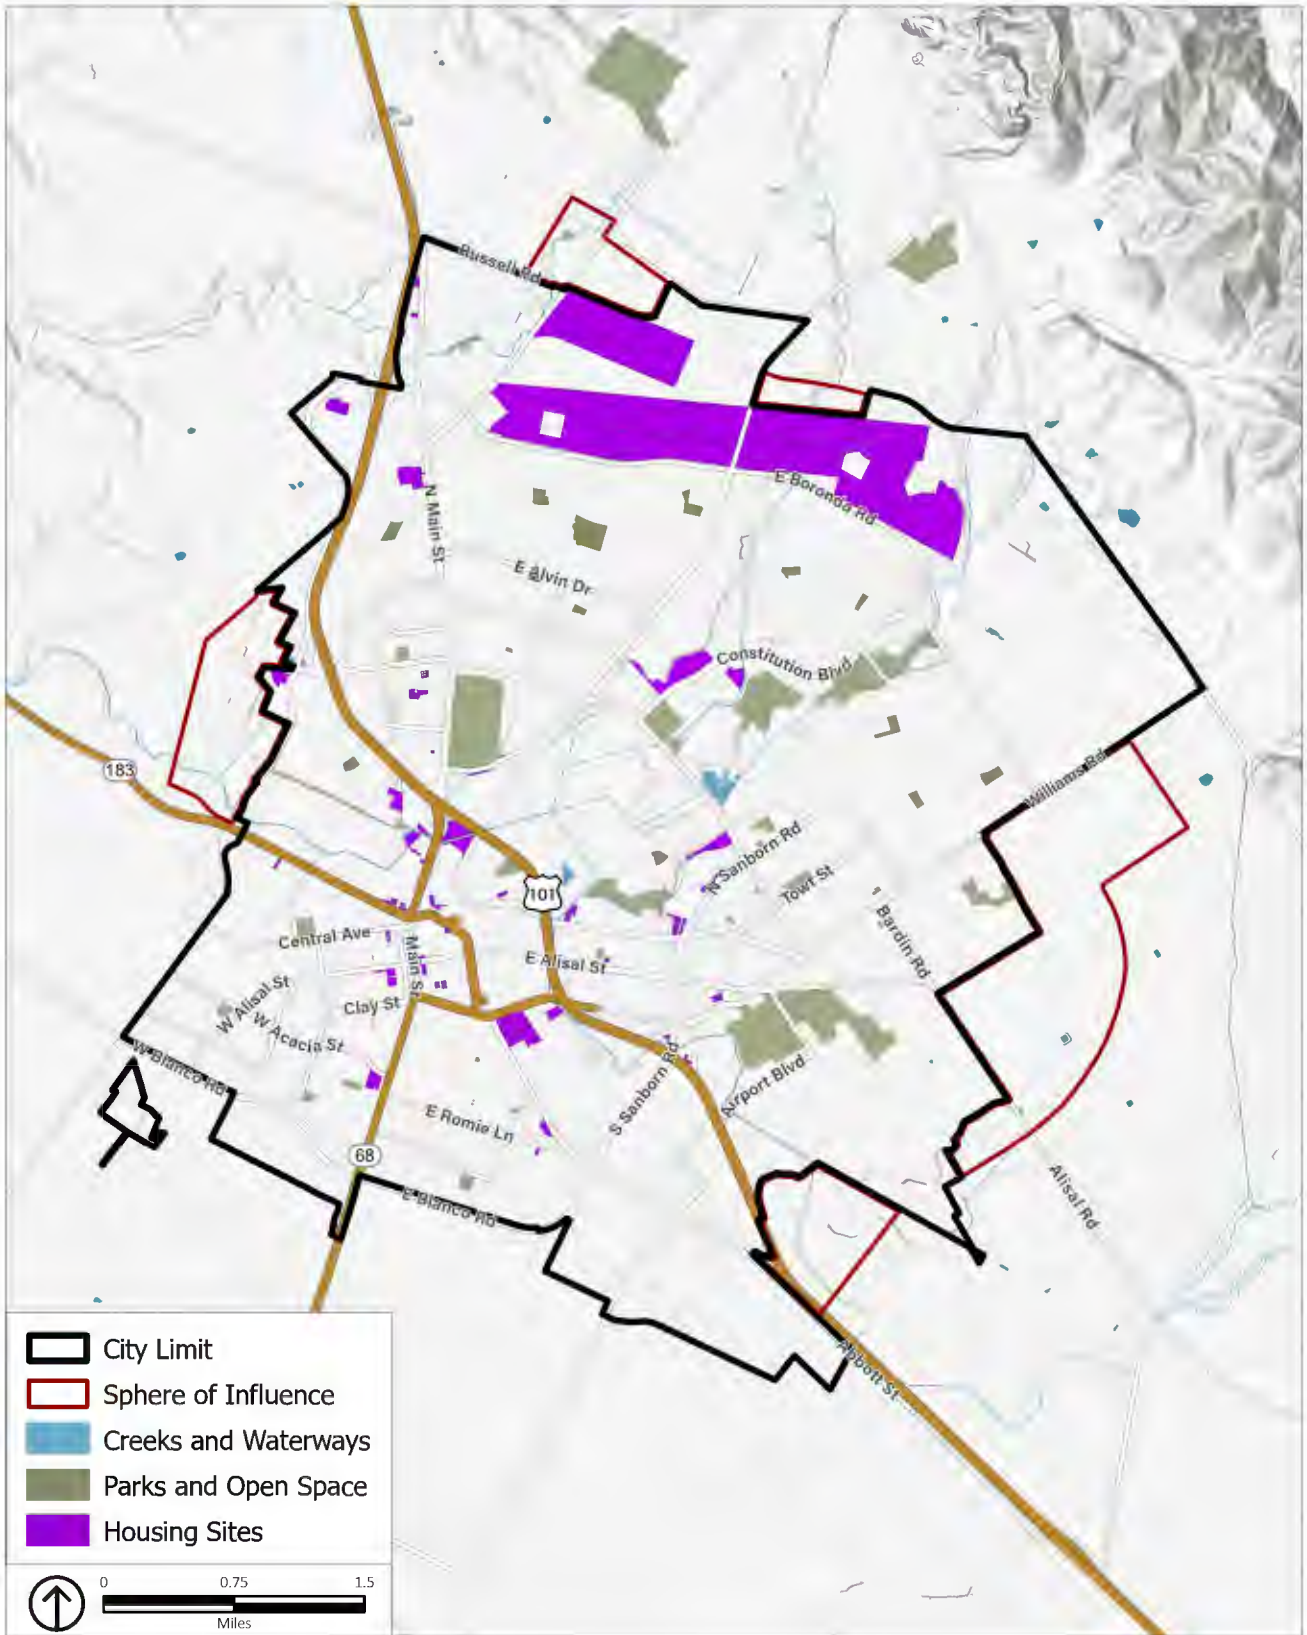 Russell Rd
N Main St
E Boronda Rd
E Alvin Dr
Constitution Blvd
183
Williams Rd
N Sanborn Rd
Towt St
101
Bardin Rd
Central Ave
Main St
E Alisal St
W Alisal St
Clay St
W Acacia St
W Blanco Rd
S Sanborn Rd
Airport Blvd
E Romie Ln
68
E Blanco Rd
Alisal Rd
Abbott St
City Limit
Sphere of Influence
Creeks and Waterways
Parks and Open Space
Housing Sites
0 0.75 1.5
Miles